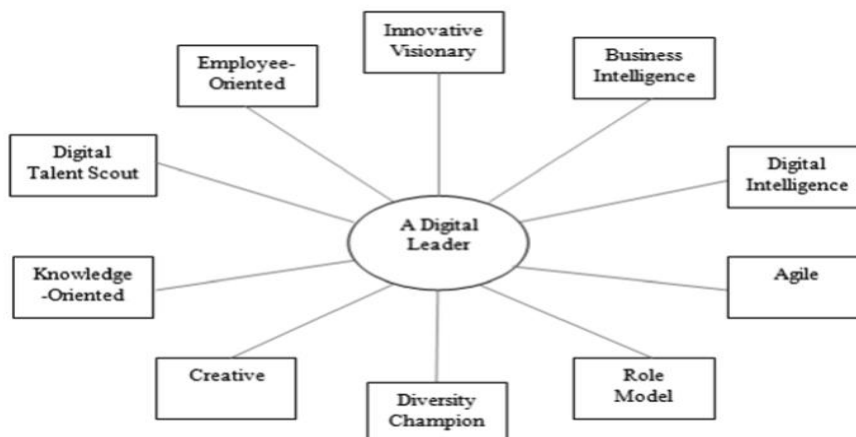 Innovative
Visionary
Employee-
Oriented
Business
Intelligence
Digital
Talent Scout
Digital
Intelligence
A Digital
Leader
Knowledge
-Oriented
Agile
Creative
Role
Model
Diversity
Champion